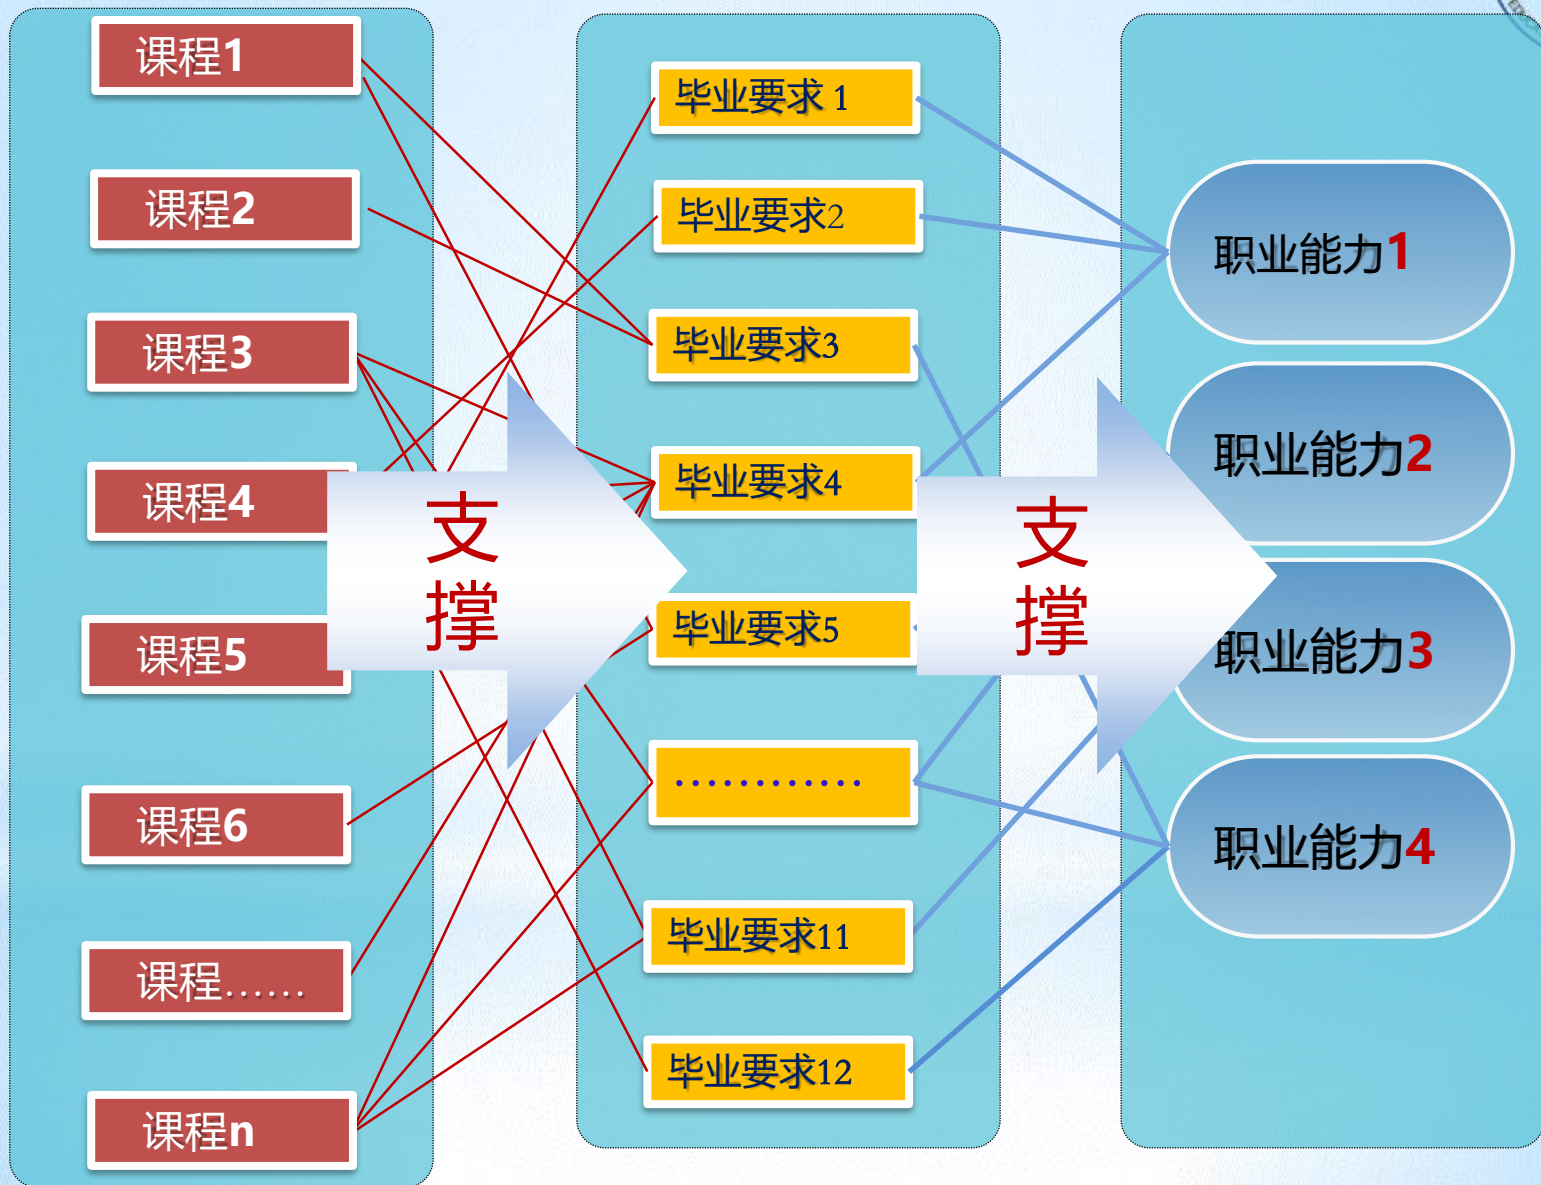 课程1
课程2
课程3
课程4
课程5
课程6
课程……
课程n
支
撑
毕业要求 1
毕业要求2
毕业要求3
毕业要求4
毕业要求5
…………
毕业要求11
毕业要求12
支
撑
职业能力1
职业能力2
职业能力3
职业能力4